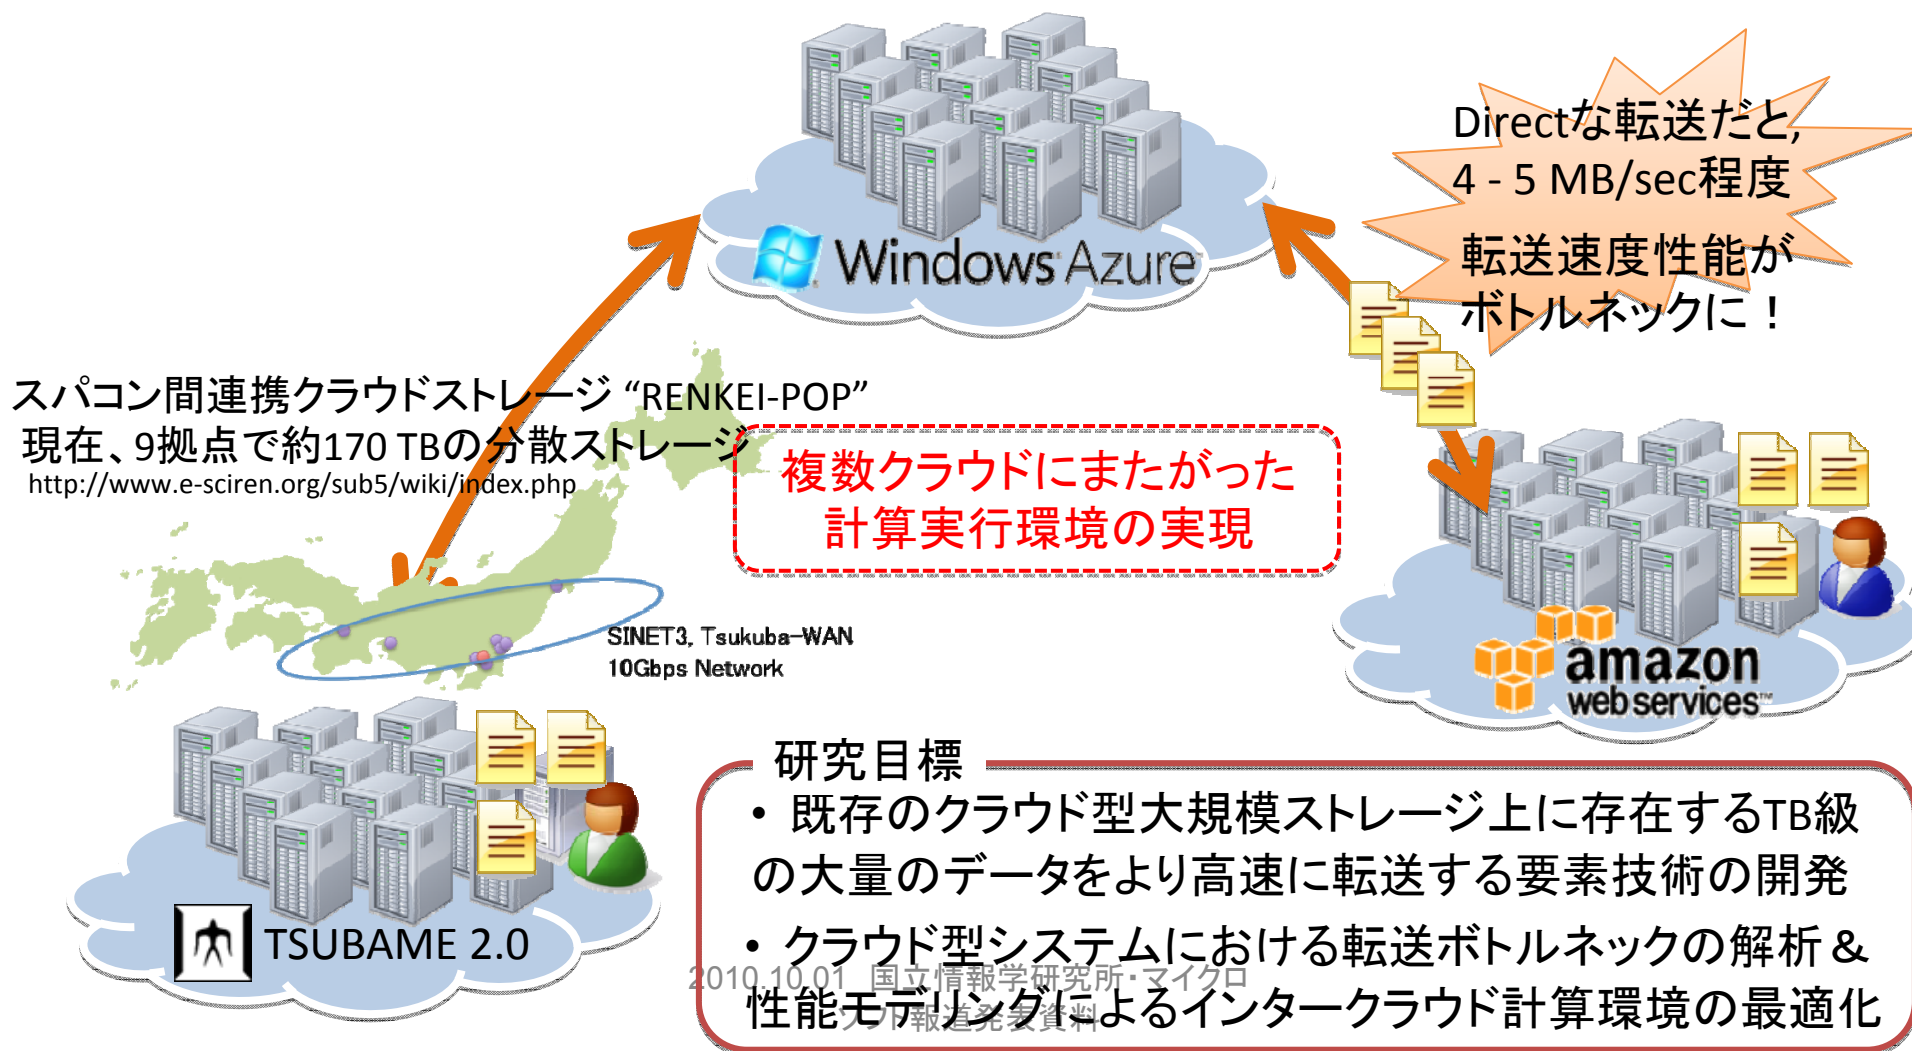 Windows Azure
Directな転送だと,
4 - 5 MB/sec程度
転送速度性能が
ボトルネックに！
スパコン間連携クラウドストレージ “RENKEI-POP”
現在、9拠点で約170 TBの分散ストレージ
http://www.e-sciren.org/sub5/wiki/index.php
複数クラウドにまたがった
計算実行環境の実現
SINET3, Tsukuba-WAN
10Gbps Network
amazon
web services™
TSUBAME 2.0
研究目標
• 既存のクラウド型大規模ストレージ上に存在するTB級
の大量のデータをより高速に転送する要素技術の開発
• クラウド型システムにおける転送ボトルネックの解析＆
性能モデリングによるインタークラウド計算環境の最適化
2010.10.01 国立情報学研究所・マイクロ
ソフト報道発表資料